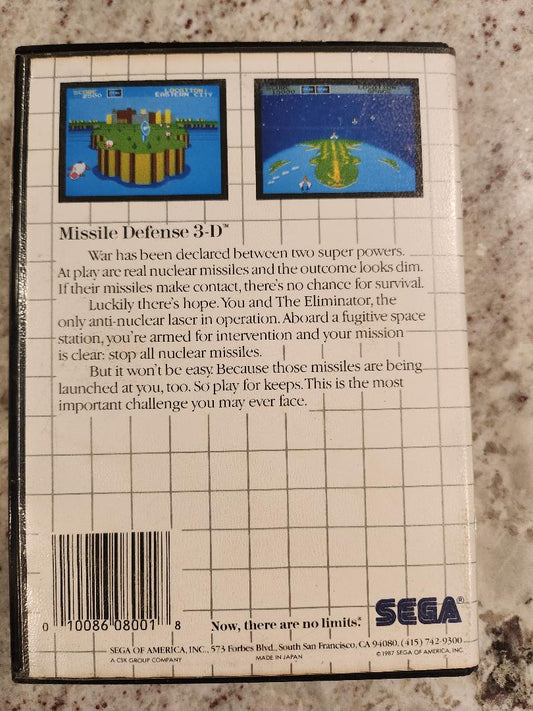 SCORE
2500
LOCATION:
EASTERN CITY
Missile Defense 3-D™
War has been declared between two super powers.
At play are real nuclear missiles and the outcome looks dim.
If their missiles make contact, there's no chance for survival.
Luckily there's hope. You and The Eliminator, the
only anti-nuclear laser in operation. Aboard a fugitive space
station, you're armed for intervention and your mission
is clear: stop all nuclear missiles.
But it won't be easy. Because those missiles are being
launched at you, too. So play for keeps. This is the most
important challenge you may ever face.
0 10086 08001 8
Now, there are no limits.
SEGA®
SEGA OF AMERICA, INC., 573 Forbes Blvd., South San Francisco, CA 94080, (415) 742-9300
A CSK GROUP COMPANY MADE IN JAPAN © 1987 SEGA OF AMERICA, INC.